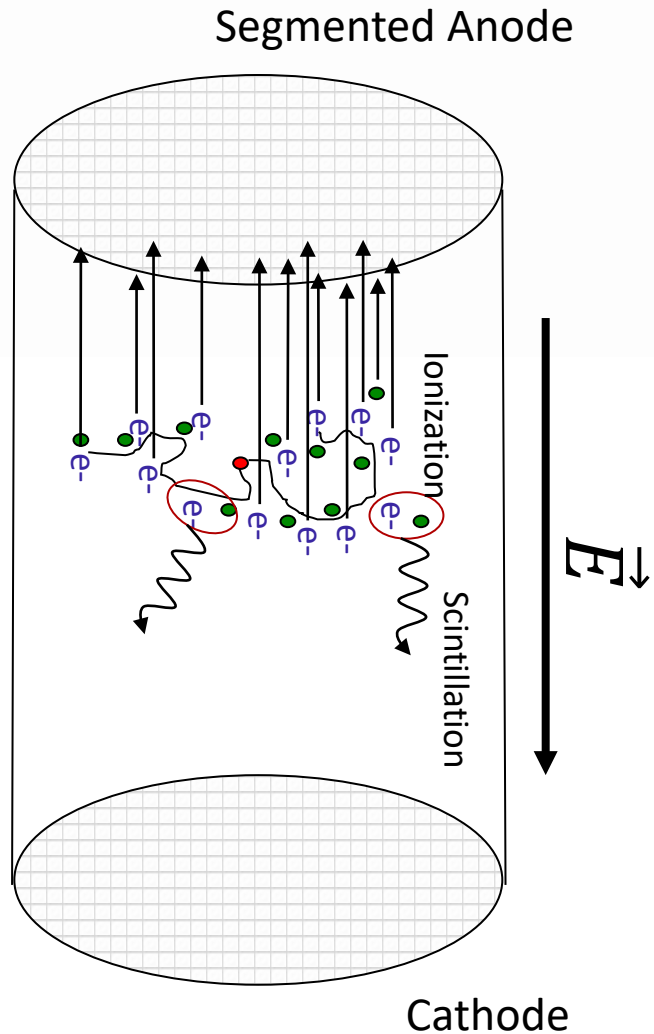 Segmented Anode
Ionization
e-
e-
e-
e-
e-
e-
e-
e-
e-
e-
e-
e-
e-
E⃗
Scintillation
Cathode